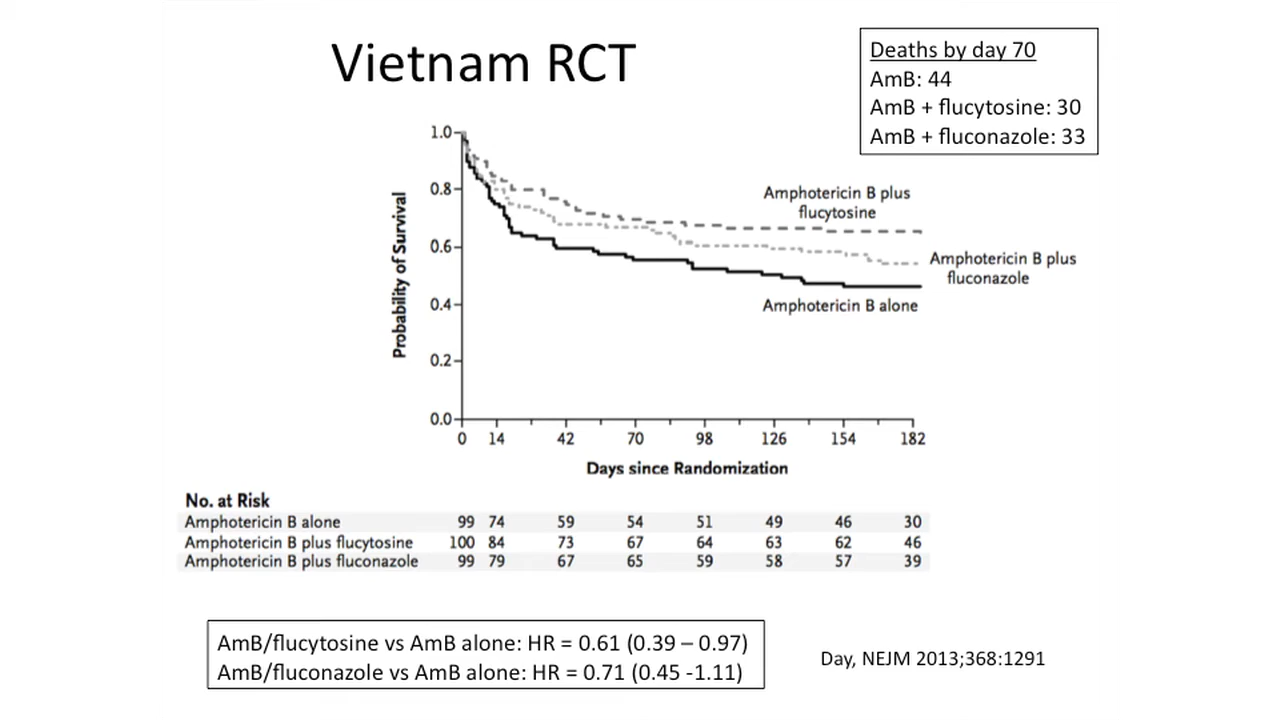 Vietnam RCT
Deaths by day 70
AmB: 44
AmB + flucytosine: 30
AmB + fluconazole: 33
1.0
0.8
0.6
0.4
0.2
0.0
Probability of Survival
Amphotericin B plus
flucytosine
Amphotericin B plus
fluconazole
Amphotericin B alone
0 14 42 70 98 126 154 182
Days since Randomization
No. at Risk
Amphotericin B alone 99 74 59 54 51 49 46 30
Amphotericin B plus flucytosine 100 84 73 67 64 63 62 46
Amphotericin B plus fluconazole 99 79 67 65 59 58 57 39
AmB/flucytosine vs AmB alone: HR = 0.61 (0.39 – 0.97)
AmB/fluconazole vs AmB alone: HR = 0.71 (0.45 -1.11)
Day, NEJM 2013;368:1291